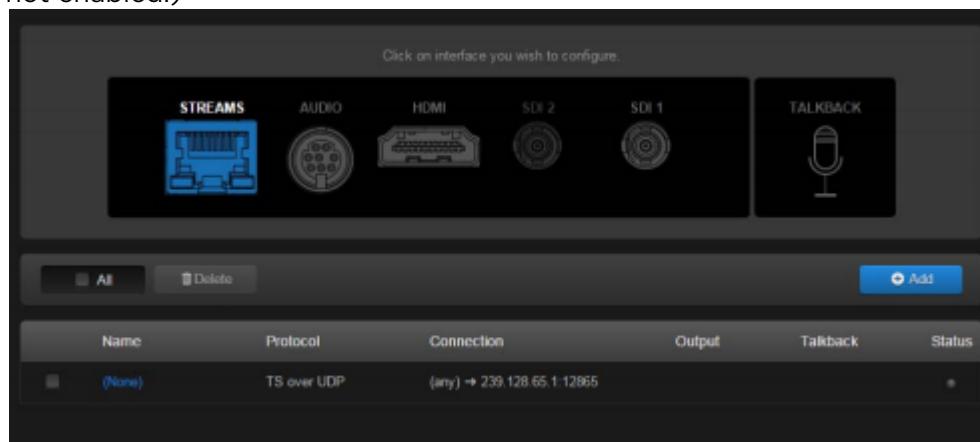 not enabled.)
Click on interface you wish to configure.
STREAMS AUDIO HDMI SDI 2 SDI 1 TALKBACK
All Delete Add
Name Protocol Connection Output Talkback Status
(None) TS over UDP (any) → 239.128.65.1:12865